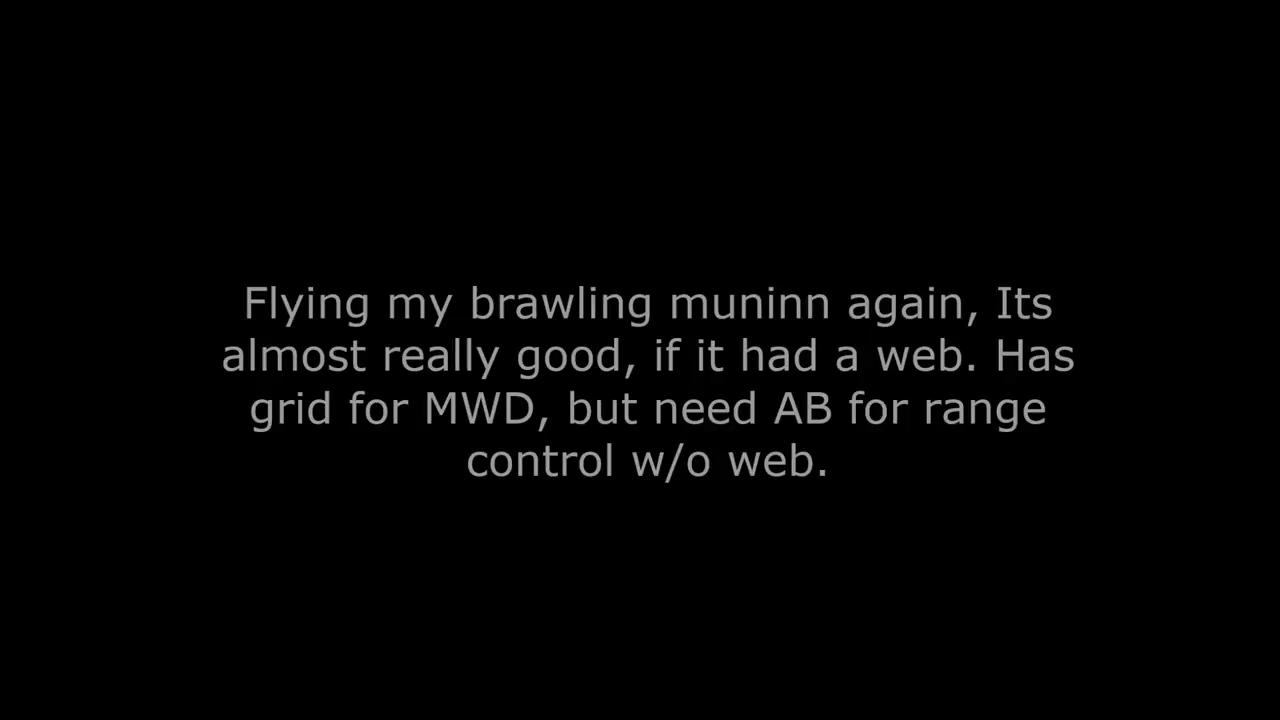 Flying my brawling muninn again, Its
almost really good, if it had a web. Has
grid for MWD, but need AB for range
control w/o web.